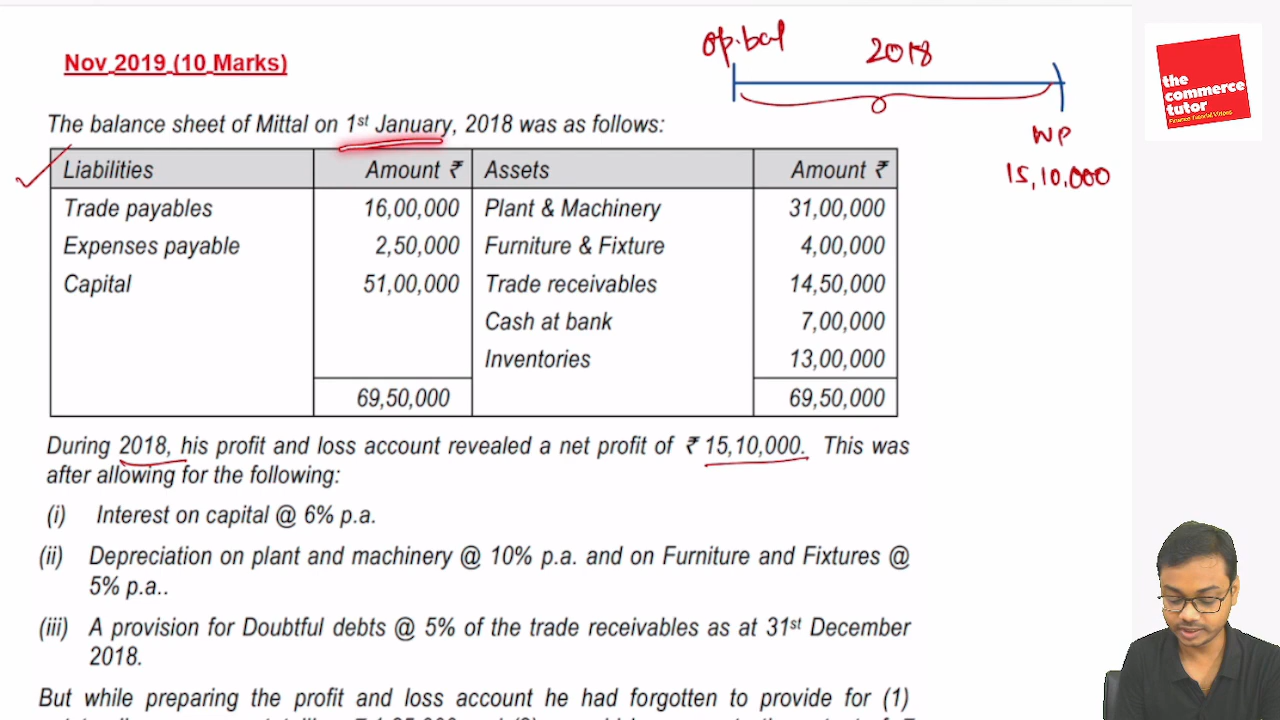 Nov 2019 (10 Marks)
op.bal
2018
the
commerce
tutor
The balance sheet of Mittal on 1st January, 2018 was as follows:
NP
15,10,000
Liabilities Amount ₹ Assets Amount ₹
Trade payables 16,00,000 Plant & Machinery 31,00,000
Expenses payable 2,50,000 Furniture & Fixture 4,00,000
Capital 51,00,000 Trade receivables 14,50,000
Cash at bank 7,00,000
Inventories 13,00,000
69,50,000 69,50,000
During 2018, his profit and loss account revealed a net profit of ₹ 15,10,000. This was
after allowing for the following:
(i) Interest on capital @ 6% p.a.
(ii) Depreciation on plant and machinery @ 10% p.a. and on Furniture and Fixtures @
5% p.a..
(iii) A provision for Doubtful debts @ 5% of the trade receivables as at 31st December
2018.
But while preparing the profit and loss account he had forgotten to provide for (1)